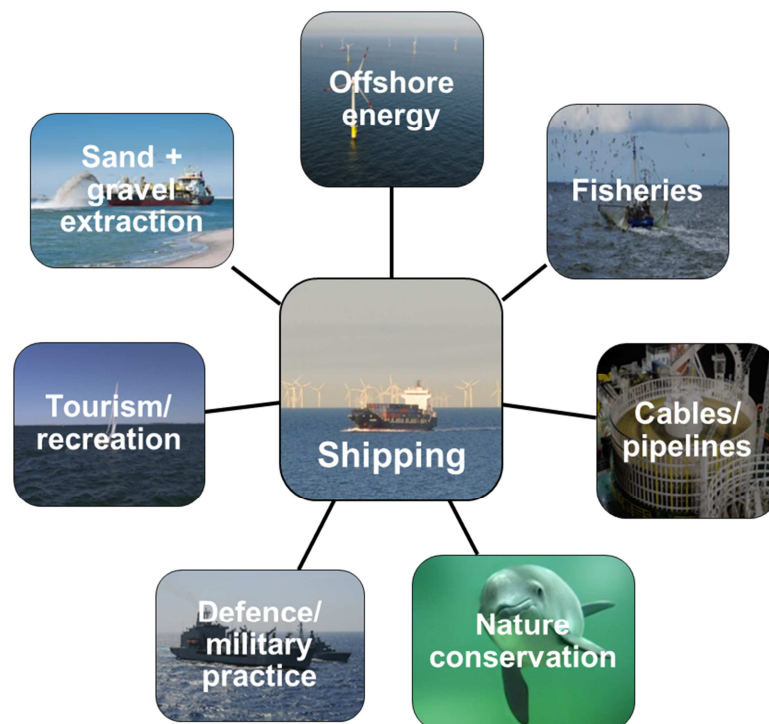 Offshore
energy
Sand +
gravel
extraction
Fisheries
Tourism/
recreation
Shipping
Cables/
pipelines
Defence/
military
practice
Nature
conservation